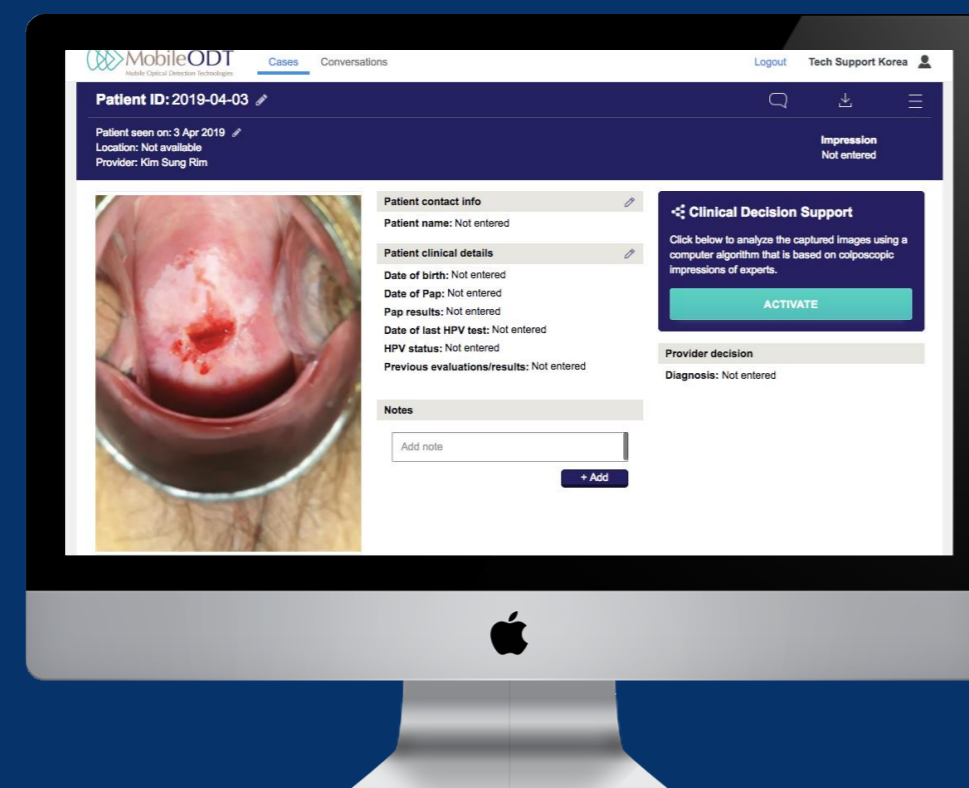 MobileODT
Mobile Optical Detection Technologies
Cases
Conversations
Logout
Tech Support Korea
Patient ID: 2019-04-03
Patient seen on: 3 Apr 2019
Location: Not available
Provider: Kim Sung Rim
Impression
Not entered
Patient contact info
Patient name: Not entered
Patient clinical details
Date of birth: Not entered
Date of Pap: Not entered
Pap results: Not entered
Date of last HPV test: Not entered
HPV status: Not entered
Previous evaluations/results: Not entered
Notes
Add note
+ Add
Clinical Decision Support
Click below to analyze the captured images using a
computer algorithm that is based on colposcopic
impressions of experts.
ACTIVATE
Provider decision
Diagnosis: Not entered